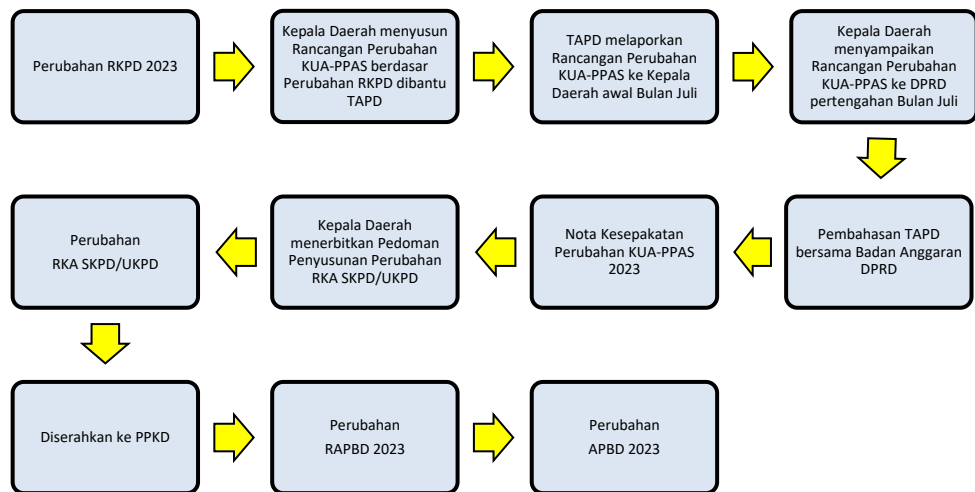 Perubahan RKPD 2023
Kepala Daerah menyusun
Rancangan Perubahan
KUA-PPAS berdasar
Perubahan RKPD dibantu
TAPD
TAPD melaporkan
Rancangan Perubahan
KUA-PPAS ke Kepala
Daerah awal Bulan Juli
Kepala Daerah
menyampaikan
Rancangan Perubahan
KUA-PPAS ke DPRD
pertengahan Bulan Juli
Pembahasan TAPD
bersama Badan Anggaran
DPRD
Nota Kesepakatan
Perubahan KUA-PPAS
2023
Kepala Daerah
menerbitkan Pedoman
Penyusunan Perubahan
RKA SKPD/UKPD
Perubahan
RKA SKPD/UKPD
Diserahkan ke PPKD
Perubahan
RAPBD 2023
Perubahan
APBD 2023